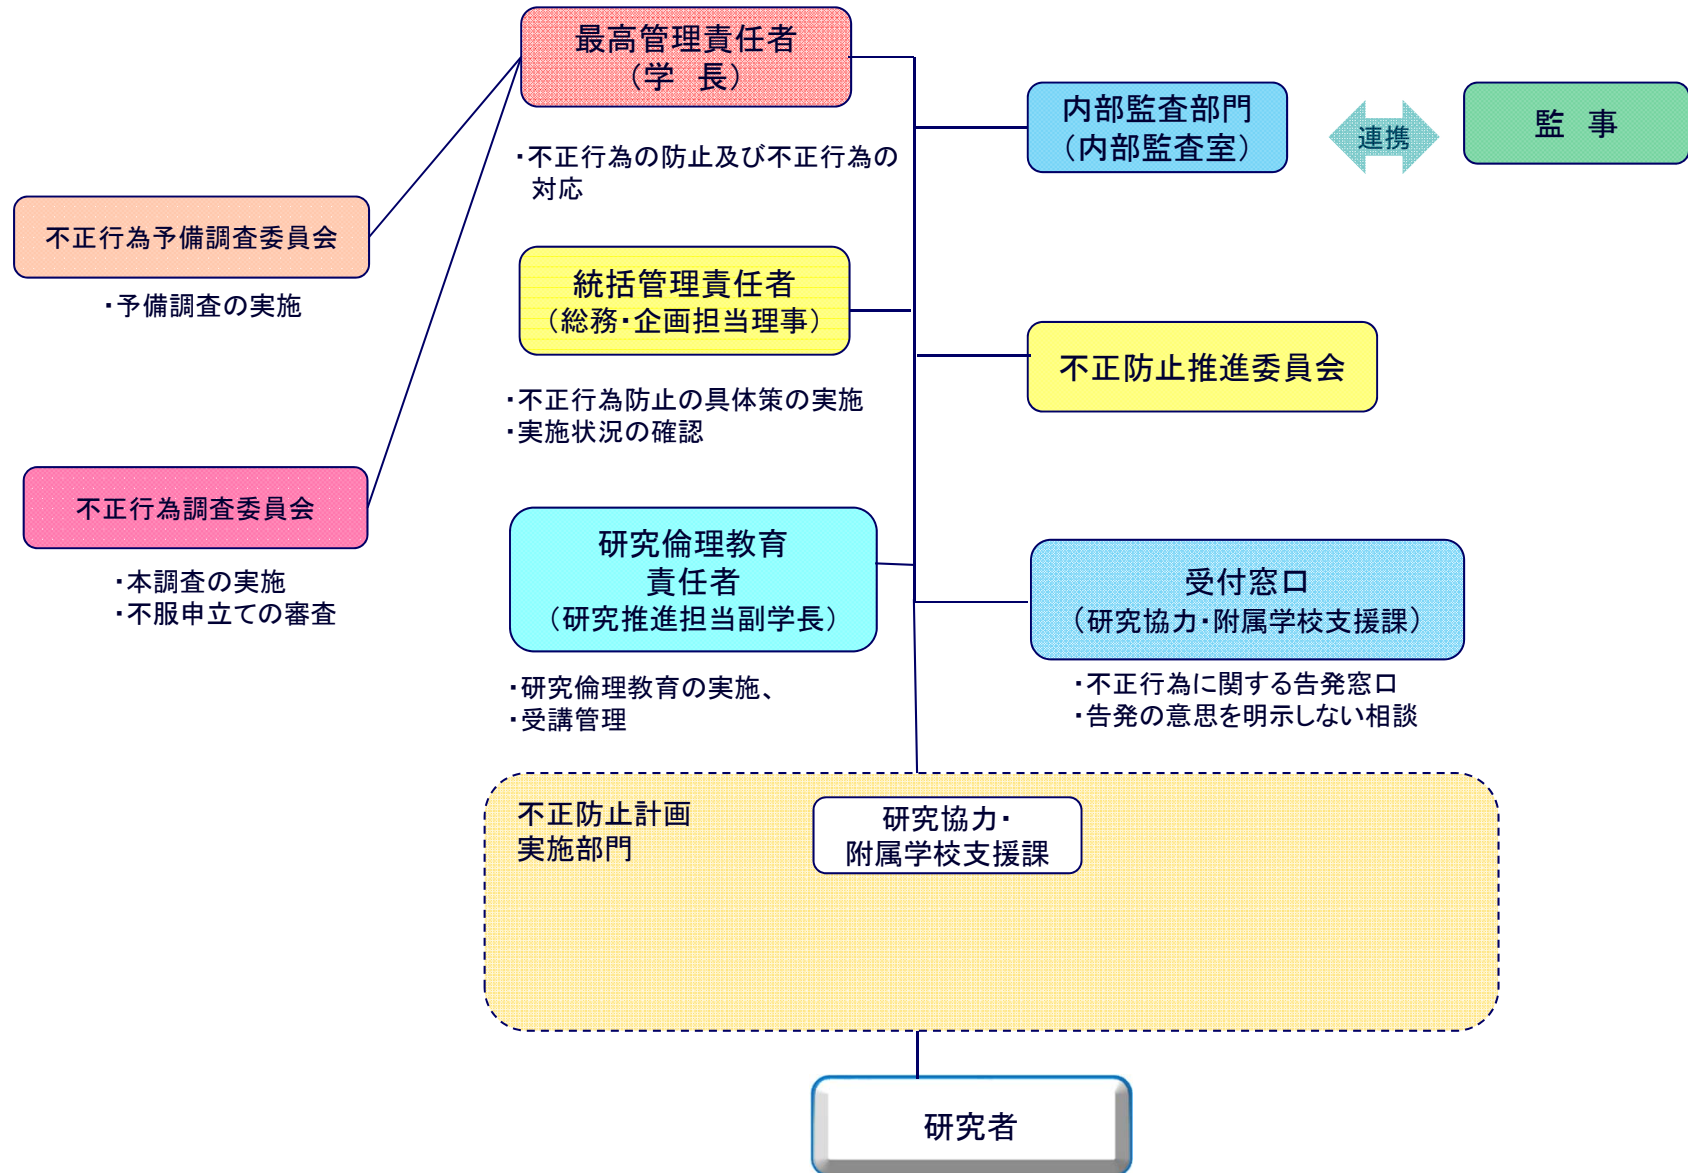 最高管理責任者
（学　長）
・不正行為の防止及び不正行為の
対応
内部監査部門
（内部監査室）
連携
監　事
不正行為予備調査委員会
・予備調査の実施
統括管理責任者
（総務・企画担当理事）
・不正行為防止の具体策の実施
・実施状況の確認
不正防止推進委員会
不正行為調査委員会
・本調査の実施
・不服申立ての審査
研究倫理教育
責任者
（研究推進担当副学長）
・研究倫理教育の実施、
・受講管理
受付窓口
（研究協力・附属学校支援課）
・不正行為に関する告発窓口
・告発の意思を明示しない相談
不正防止計画
実施部門
研究協力・
附属学校支援課
研究者